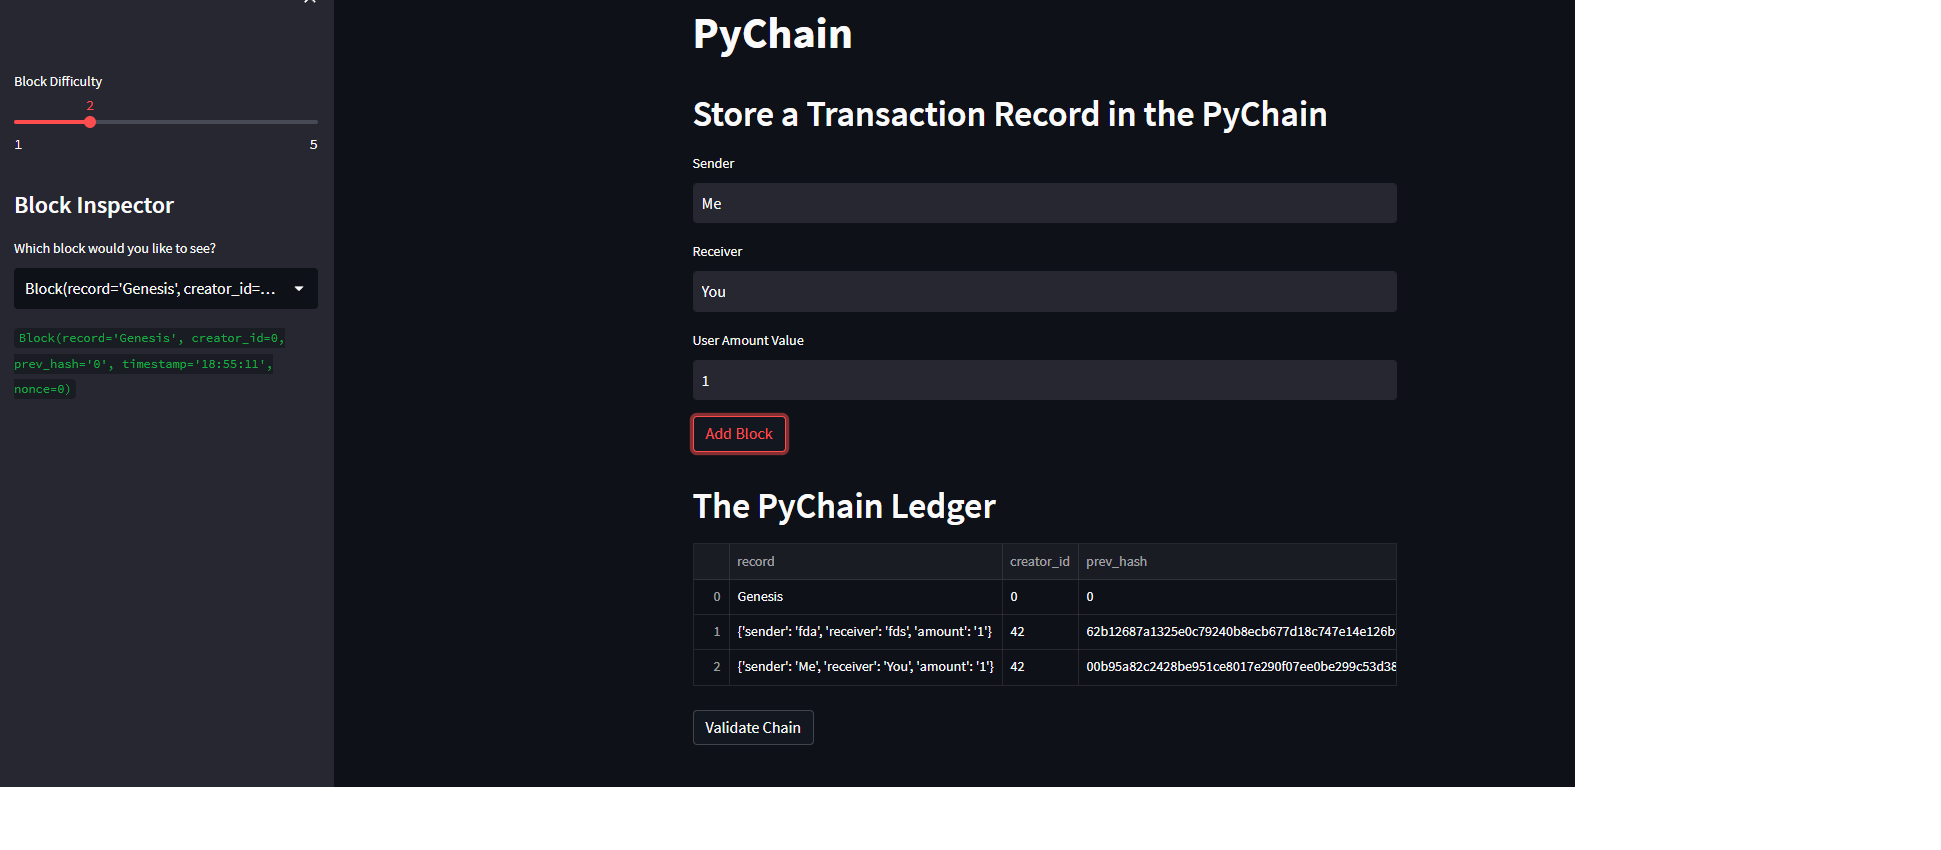 Block Difficulty
2
1 5
Block Inspector
Which block would you like to see?
Block(record='Genesis', creator_id=...
Block(record='Genesis', creator_id=0,
prev_hash='0', timestamp='18:55:11',
nonce=0)
PyChain
Store a Transaction Record in the PyChain
Sender
Me
Receiver
You
User Amount Value
1
Add Block
The PyChain Ledger
record creator_id prev_hash
0 Genesis 0 0
1 {'sender': 'fda', 'receiver': 'fds', 'amount': '1'} 42 62b12687a1325e0c79240b8ecb677d18c747e14e126b
2 {'sender': 'Me', 'receiver': 'You', 'amount': '1'} 42 00b95a82c2428be951ce8017e290f07ee0be299c53d38
Validate Chain